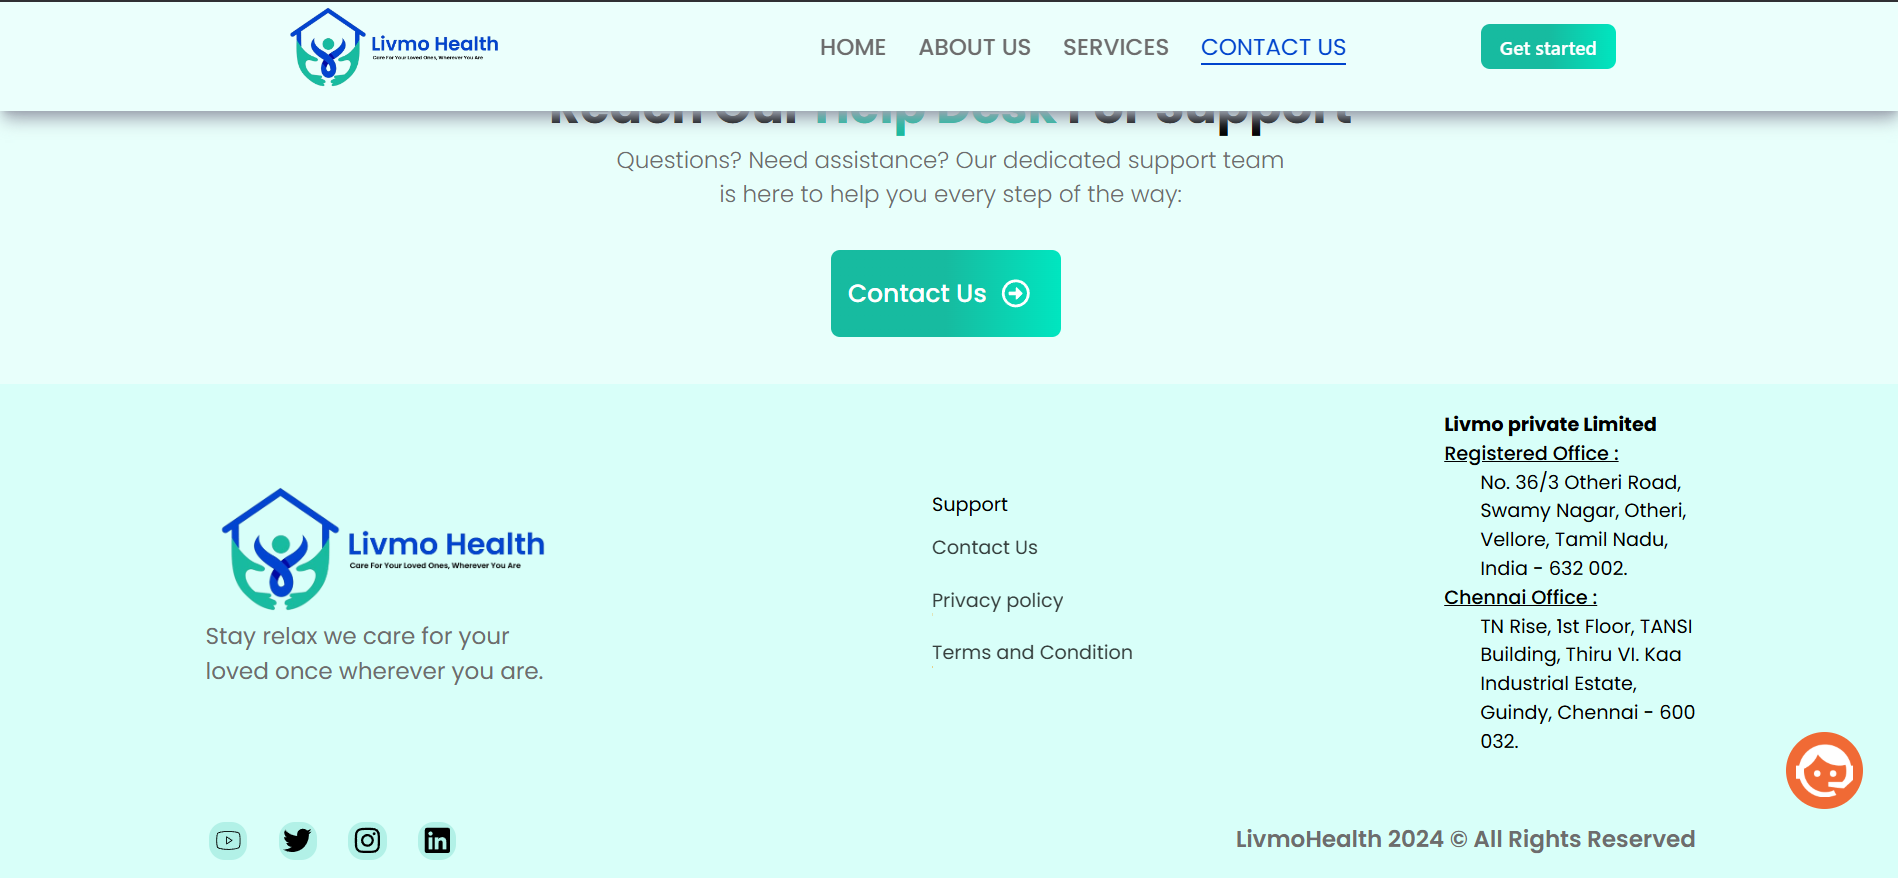 Livmo Health
Care For Your Loved Ones, Wherever You Are
HOME ABOUT US SERVICES CONTACT US
Get started
Reach Our Help Desk For Support
Questions? Need assistance? Our dedicated support team
is here to help you every step of the way:
Contact Us
Livmo Health
Care For Your Loved Ones, Wherever You Are
Stay relax we care for your
loved once wherever you are.
Support
Contact Us
Privacy policy
Terms and Condition
Livmo private Limited
Registered Office :
No. 36/3 Otheri Road,
Swamy Nagar, Otheri,
Vellore, Tamil Nadu,
India - 632 002.
Chennai Office :
TN Rise, 1st Floor, TANSI
Building, Thiru VI. Kaa
Industrial Estate,
Guindy, Chennai - 600
032.
LivmoHealth 2024 © All Rights Reserved